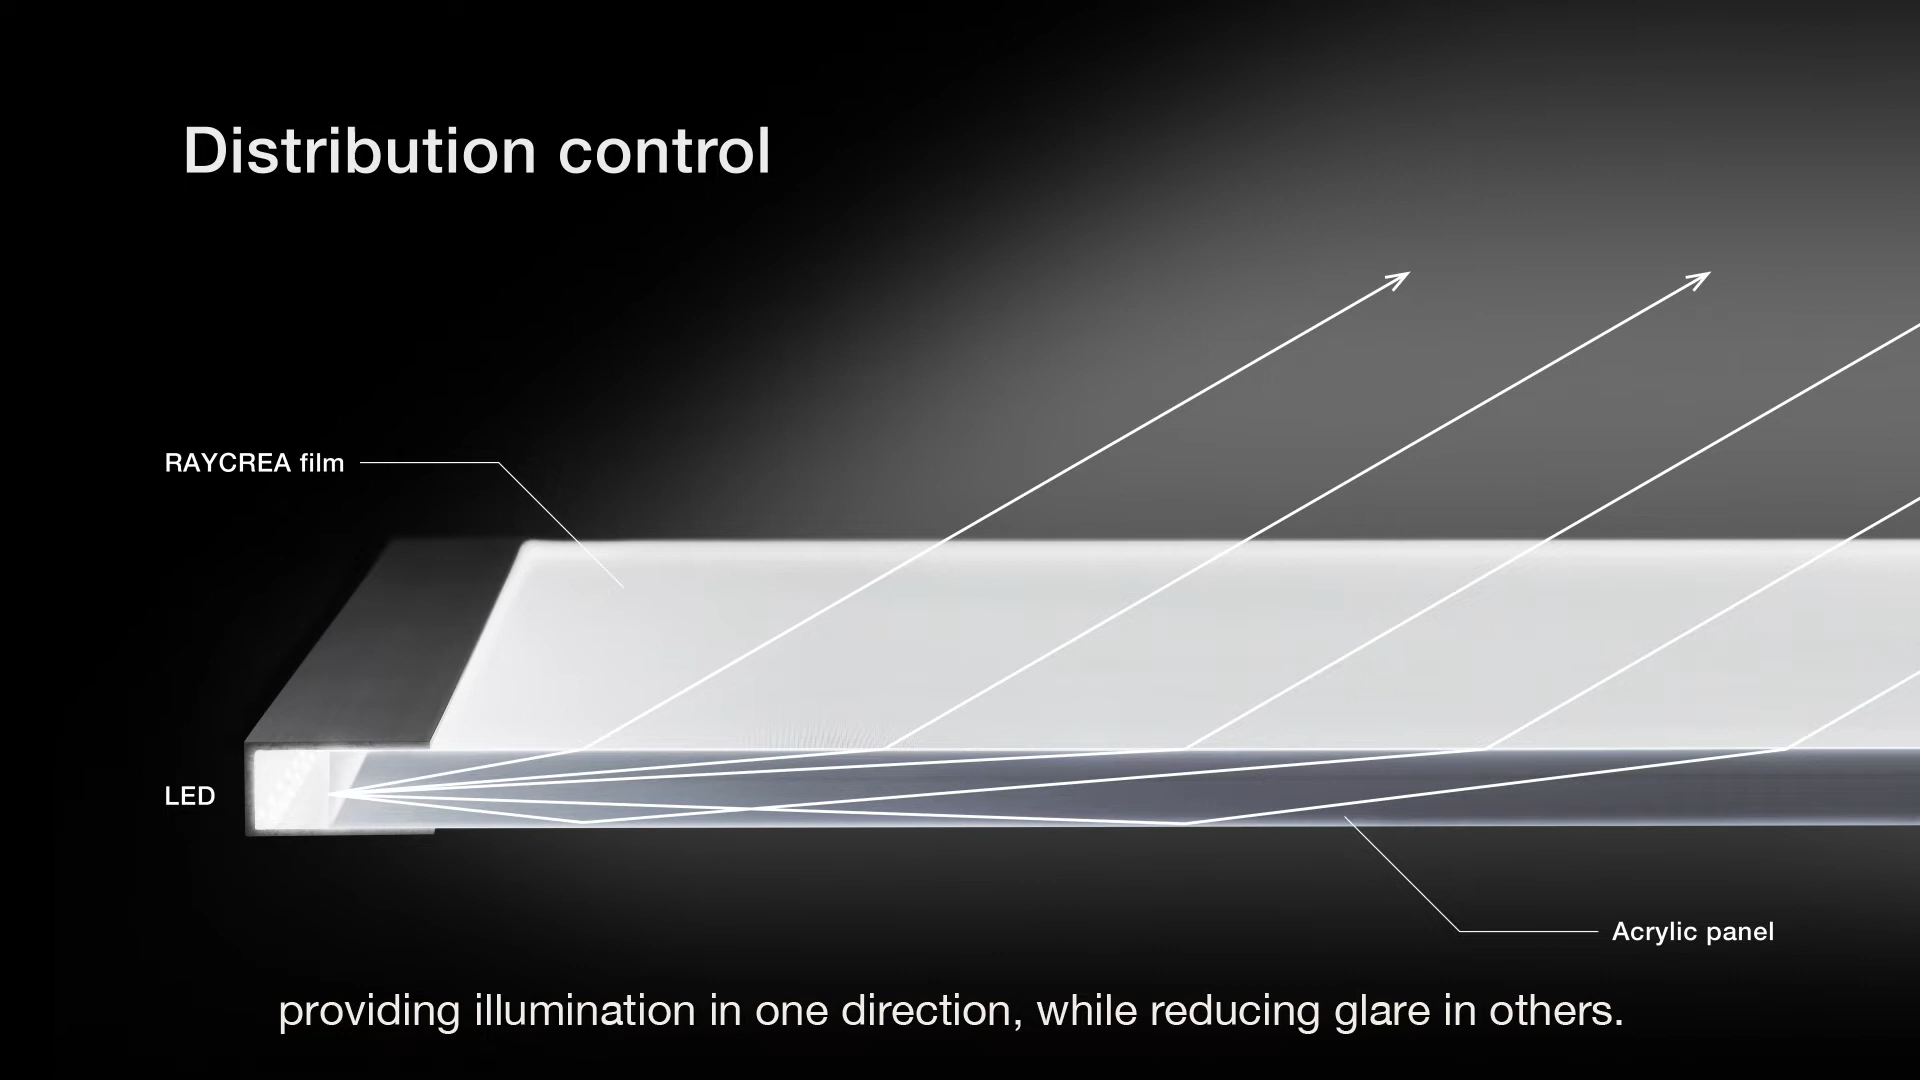 Distribution control
RAYCREA film
LED
Acrylic panel
providing illumination in one direction, while reducing glare in others.